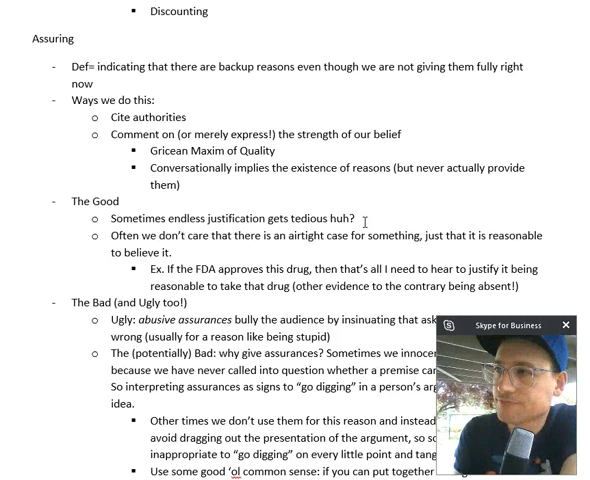 ▪ Discounting
Assuring
- Def= indicating that there are backup reasons even though we are not giving them fully right
now
- Ways we do this:
o Cite authorities
o Comment on (or merely express!) the strength of our belief
▪ Gricean Maxim of Quality
▪ Conversationally implies the existence of reasons (but never actually provide
them)
- The Good
o Sometimes endless justification gets tedious huh?
o Often we don't care that there is an airtight case for something, just that it is reasonable
to believe it.
▪ Ex. If the FDA approves this drug, then that's all I need to hear to justify it being
reasonable to take that drug (other evidence to the contrary being absent!)
- The Bad (and Ugly too!)
o Ugly: abusive assurances bully the audience by insinuating that ask
wrong (usually for a reason like being stupid)
o The (potentially) Bad: why give assurances? Sometimes we innocen
because we have never called into question whether a premise can
So interpreting assurances as signs to "go digging" in a person's arg
idea.
▪ Other times we don't use them for this reason and instead
avoid dragging out the presentation of the argument, so so
inappropriate to "go digging" on every little point and tang
▪ Use some good 'ol common sense: if you can put together
Skype for Business